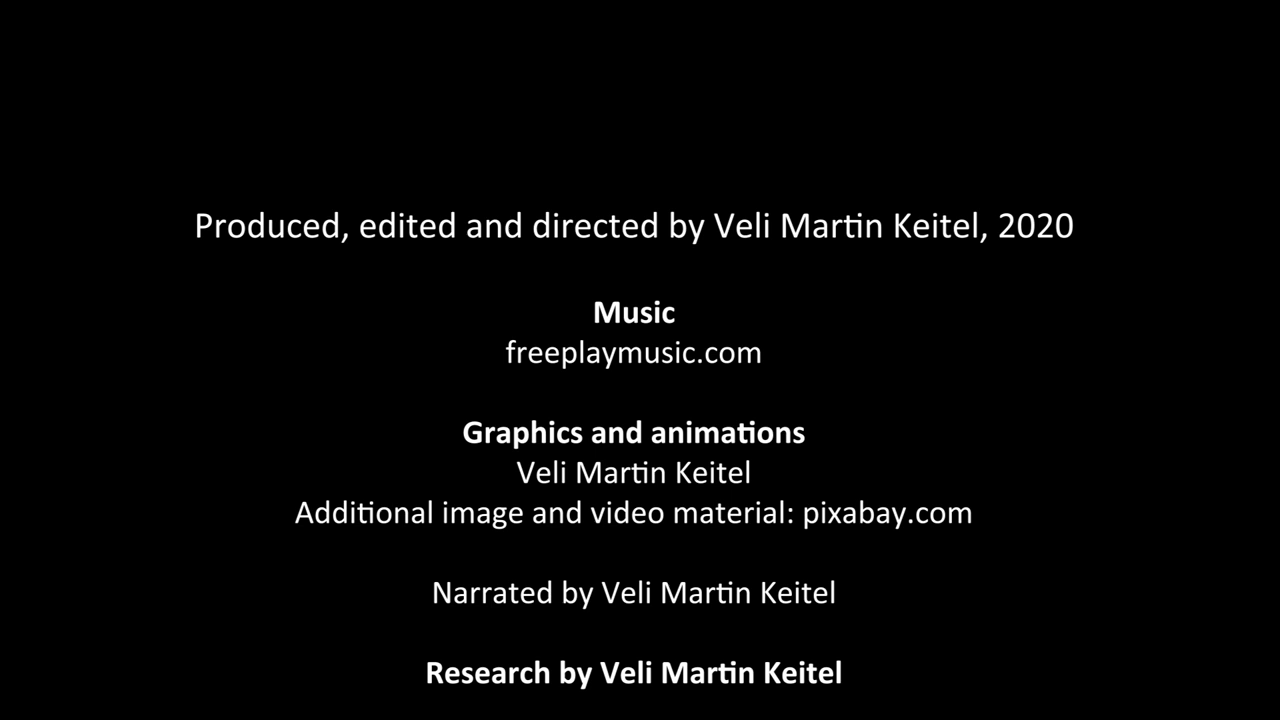 Produced, edited and directed by Veli Martin Keitel, 2020
Music
freeplaymusic.com
Graphics and animations
Veli Martin Keitel
Additional image and video material: pixabay.com
Narrated by Veli Martin Keitel
Research by Veli Martin Keitel